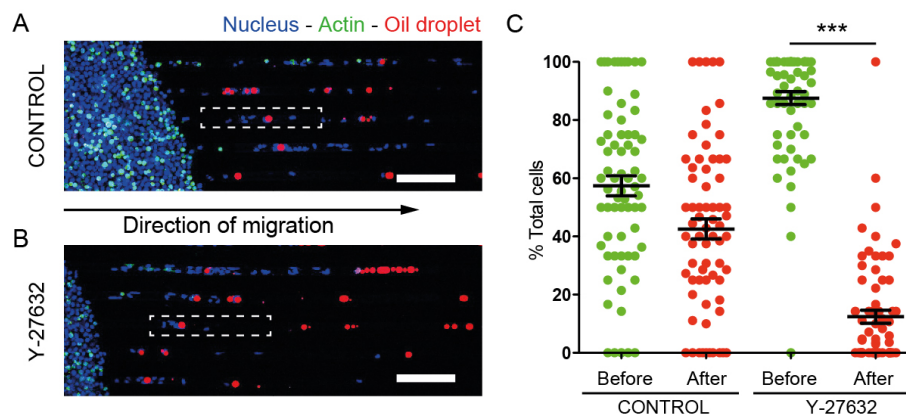 A
Nucleus - Actin - Oil droplet
CONTROL
Direction of migration
B
Y-27632
C
***
% Total cells
100
80
60
40
20
0
Before After Before After
CONTROL Y-27632